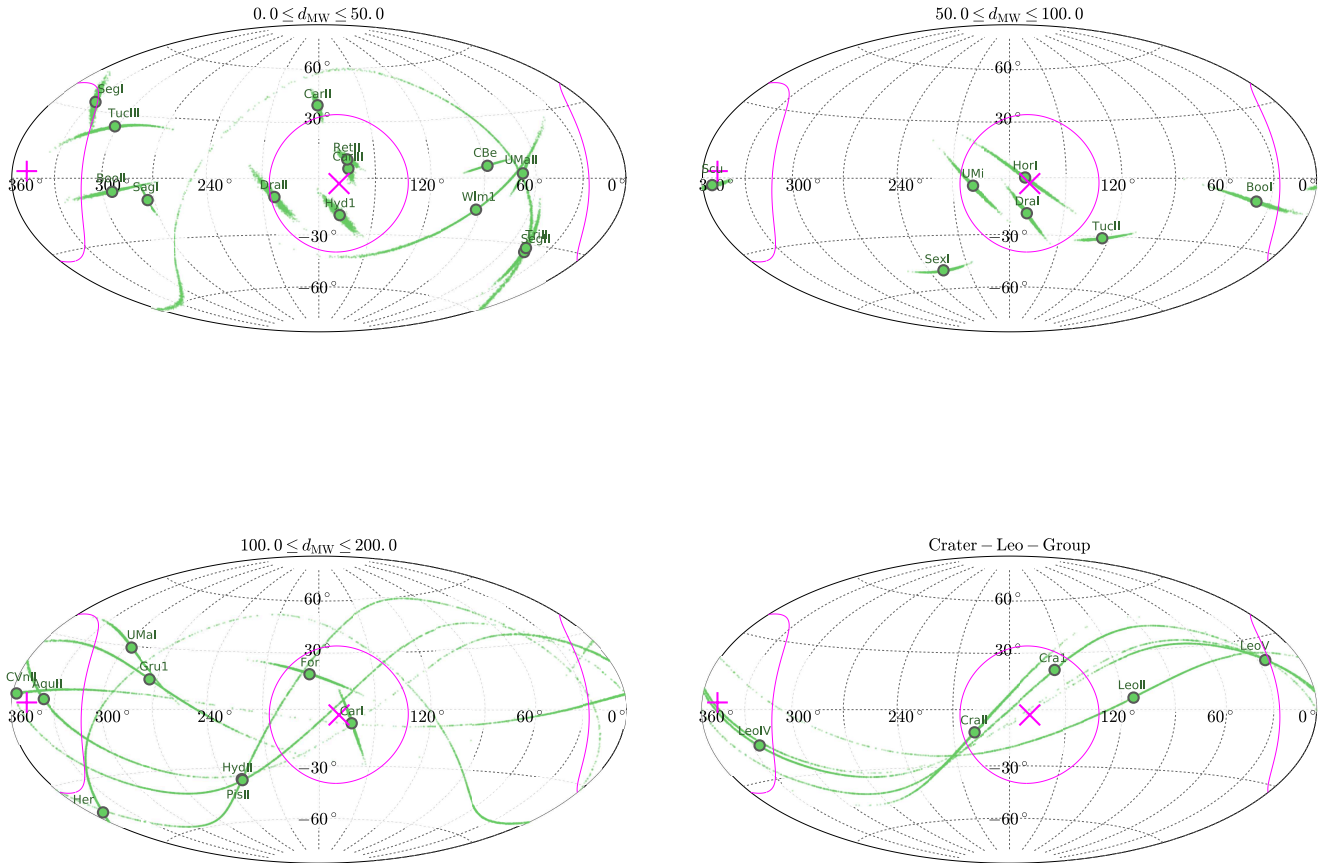 0.0 ≤ d_MW ≤ 50.0
50.0 ≤ d_MW ≤ 100.0
60°
SegI
CarII
TucIII
30°
RetII
CarIII
CBe
UMaII
360°
BooII
300°
SagI
240°
DraII
120°
60°
0°
Hyd1
Wlm1
−30°
TriII
SegII
−60°
60°
30°
360°
300°
UMi
240°
HorI
120°
60°
BooI
0°
DraI
TucII
−30°
SexI
−60°
100.0 ≤ d_MW ≤ 200.0
Crater − Leo − Group
60°
UMaI
30°
Gru1
For
CVnII
AquII
360°
300°
240°
CarI
120°
60°
0°
HydII
−30°
PisII
Her
−60°
60°
30°
Cra1
LeoV
LeoII
360°
300°
240°
CraII
120°
60°
0°
LeoIV
−30°
−60°